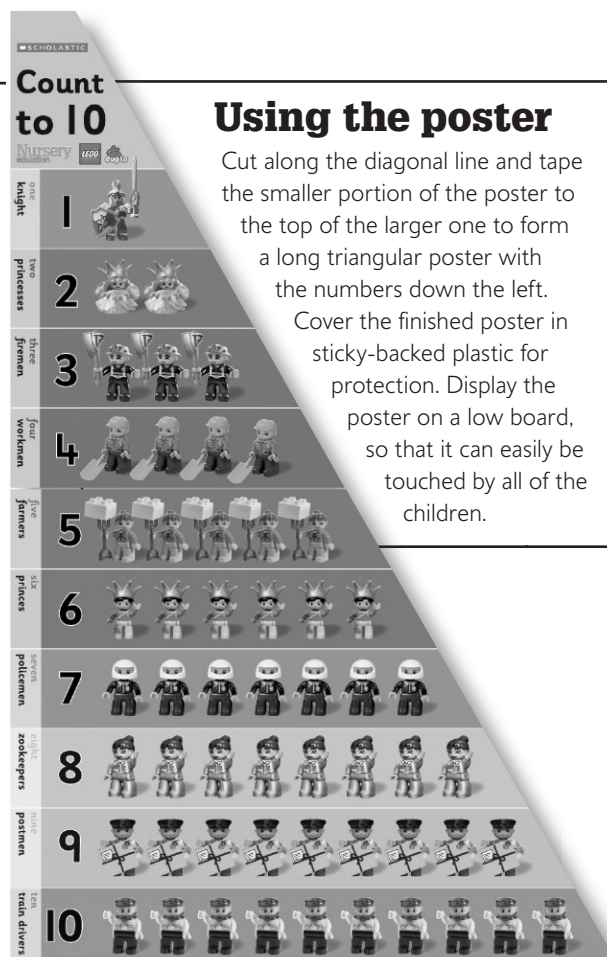 SCHOLASTIC
Count
to 10
Nursery
education
LEGO
duplo
Using the poster
Cut along the diagonal line and tape
the smaller portion of the poster to
the top of the larger one to form
a long triangular poster with
the numbers down the left.
Cover the finished poster in
sticky-backed plastic for
protection. Display the
poster on a low board,
so that it can easily be
touched by all of the
children.
one
knight
1
two
princesses
2
three
firemen
3
four
workmen
4
five
farmers
5
six
princes
6
seven
policemen
7
eight
zookeepers
8
nine
postmen
9
ten
train drivers
10